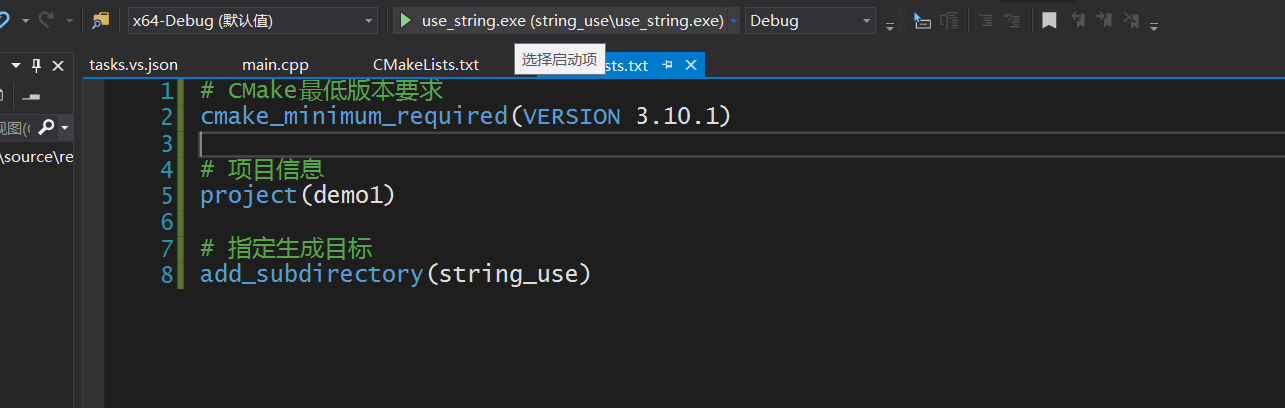 x64-Debug (默认值)
use_string.exe (string_use\use_string.exe)
Debug
tasks.vs.json
main.cpp
CMakeLists.txt
选择启动项
sts.txt
视图(
\source\re
1 # CMake最低版本要求
2 cmake_minimum_required(VERSION 3.10.1)
3
4 # 项目信息
5 project(demo1)
6
7 # 指定生成目标
8 add_subdirectory(string_use)